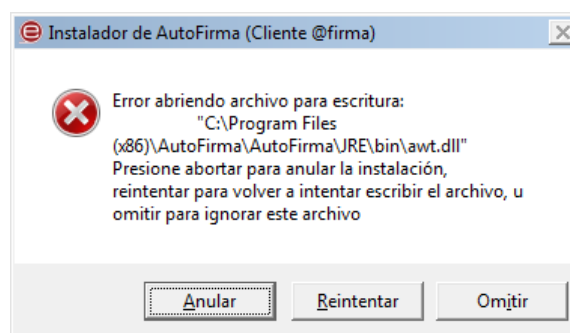 Instalador de AutoFirma (Cliente @firma)
Error abriendo archivo para escritura:
"C:\Program Files
(x86)\AutoFirma\AutoFirma\JRE\bin\awt.dll"
Presione abortar para anular la instalación,
reintentar para volver a intentar escribir el archivo, u
omitir para ignorar este archivo
Anular Reintentar Omitir